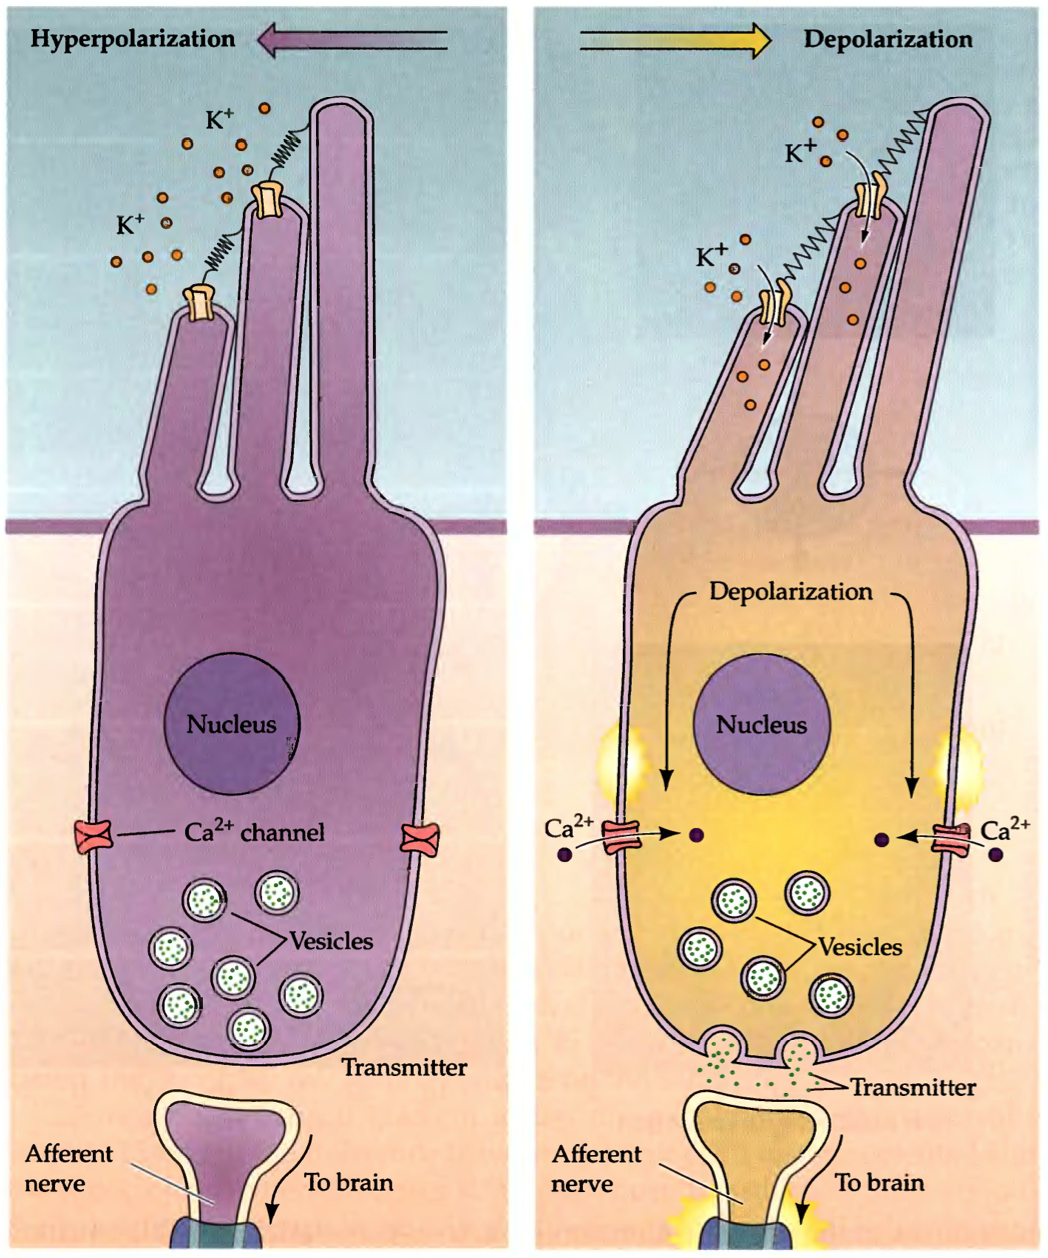 Hyperpolarization
K⁺
K⁺
Nucleus
Ca²⁺ channel
Vesicles
Transmitter
Afferent
nerve
To brain
Depolarization
K⁺
K⁺
Depolarization
Nucleus
Ca²⁺
Ca²⁺
Vesicles
Transmitter
Afferent
nerve
To brain